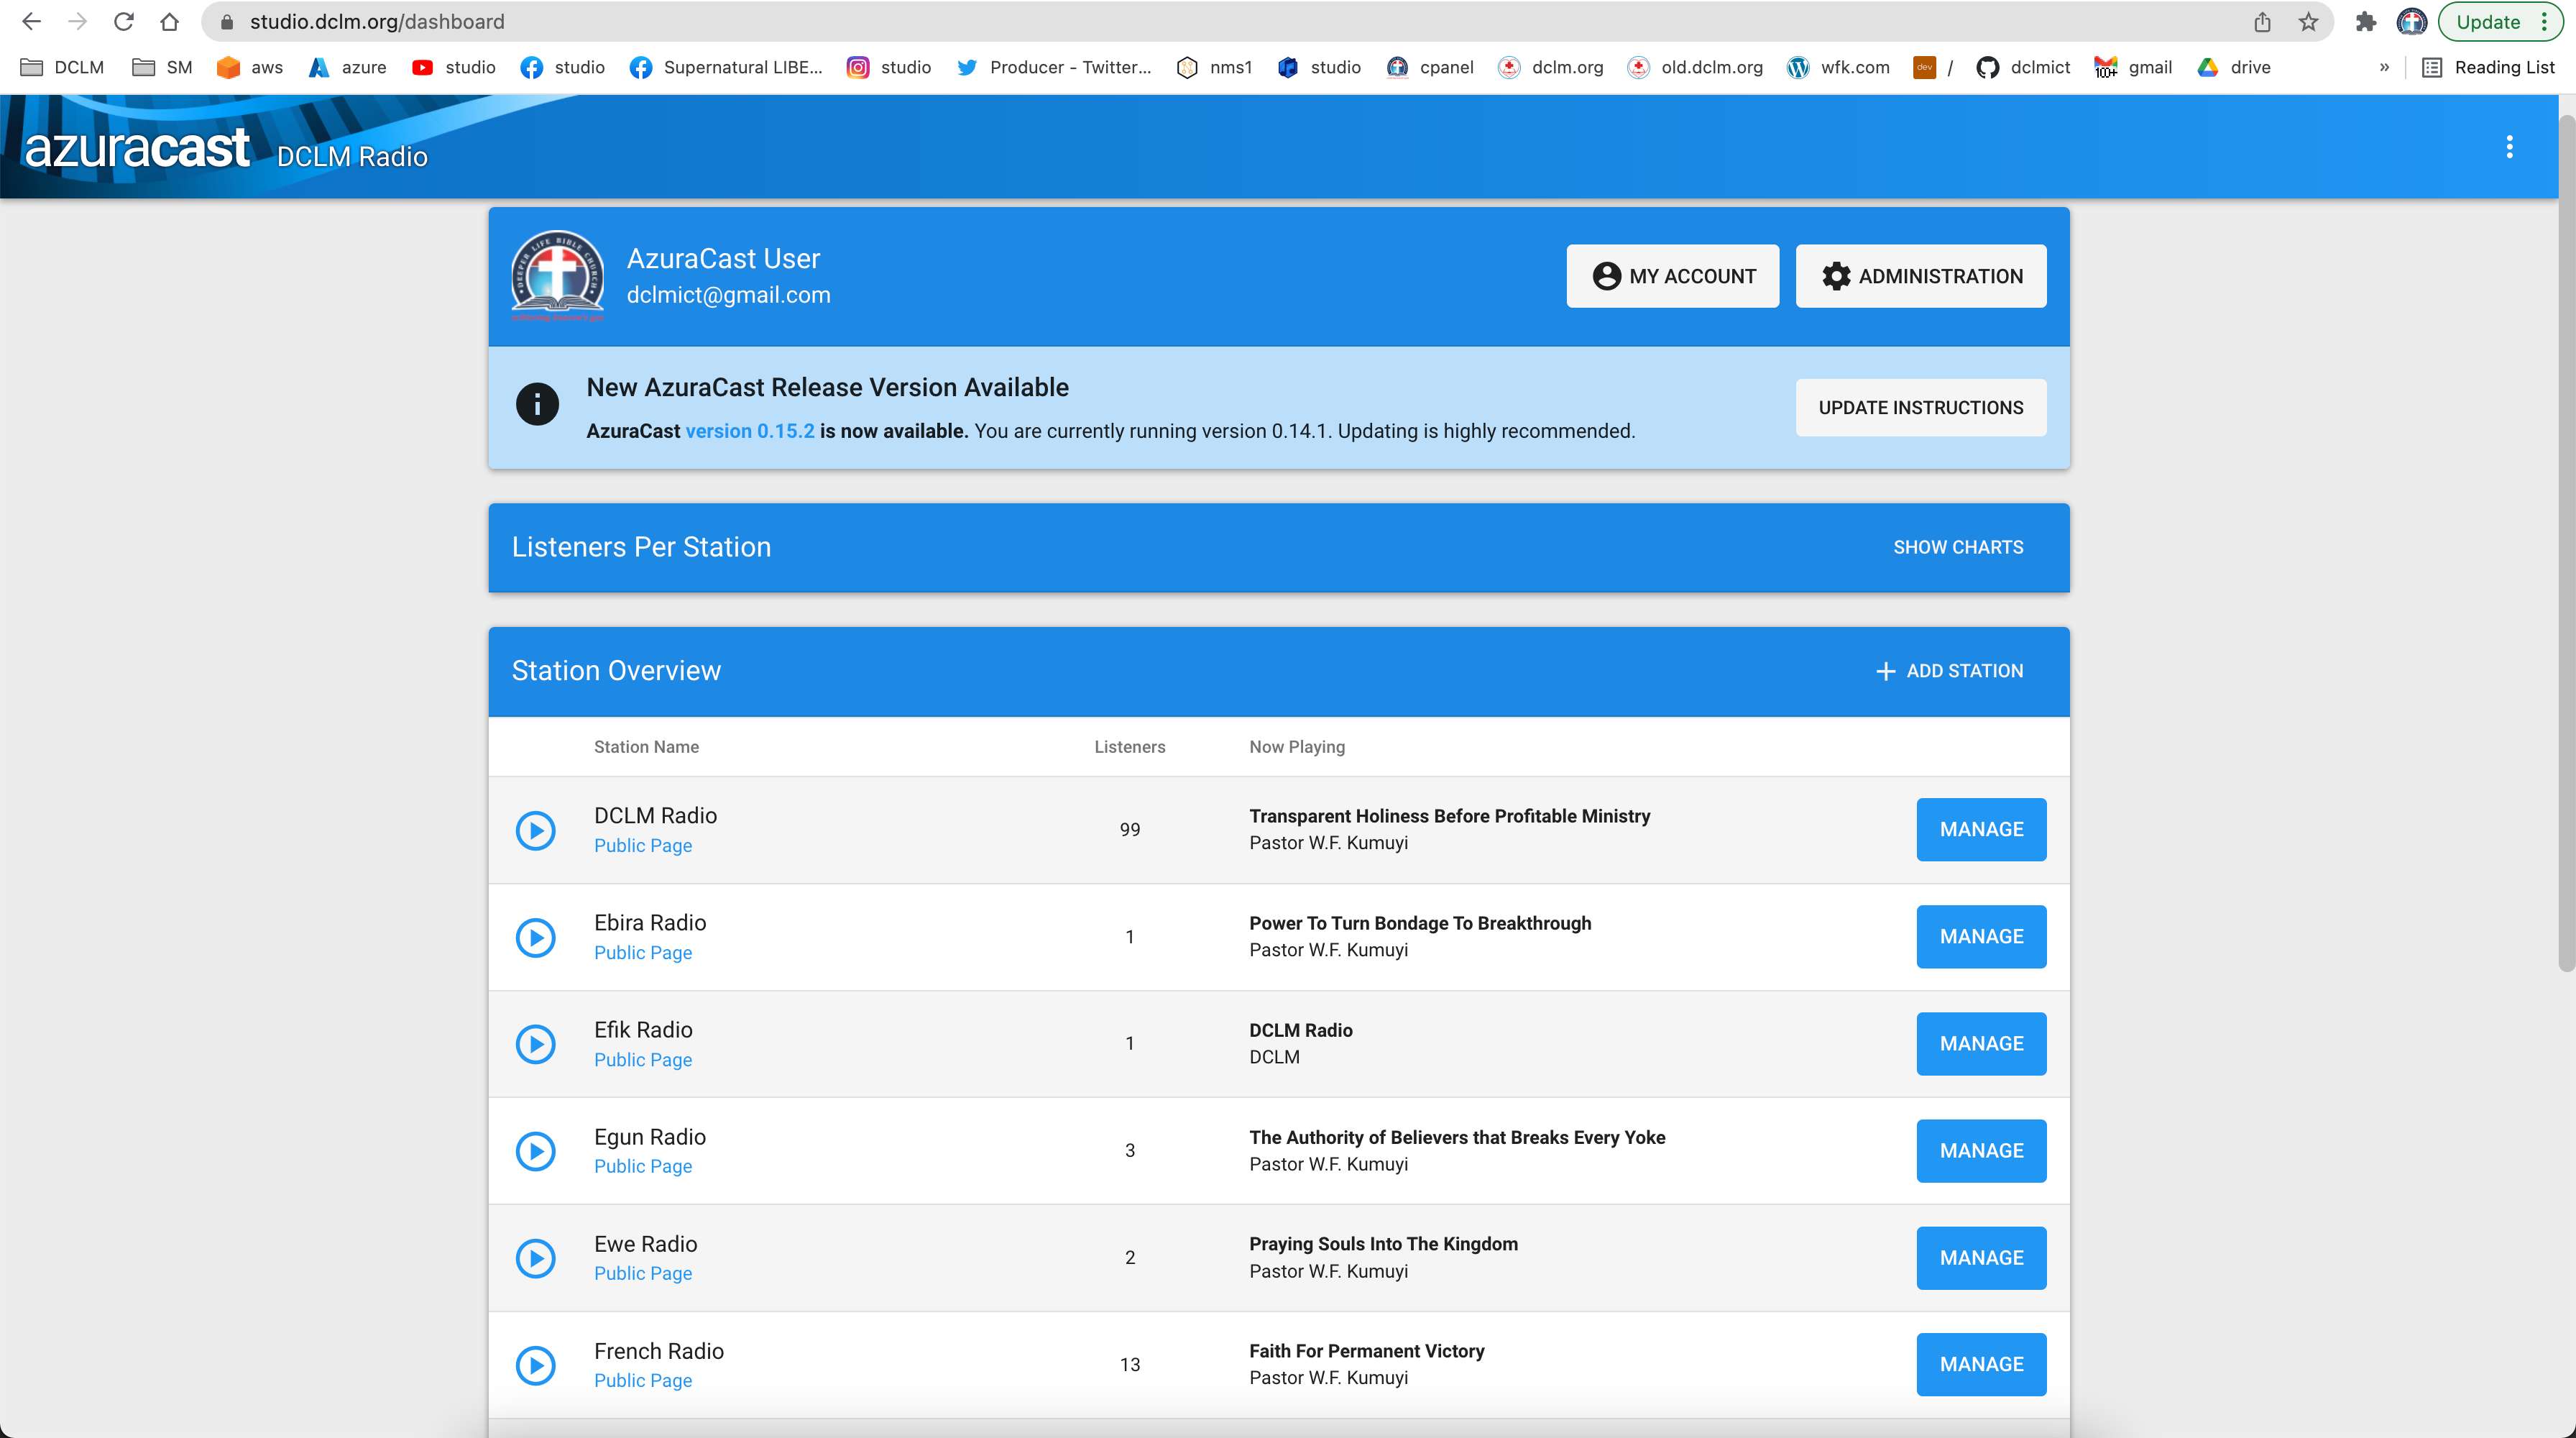 studio.dclm.org/dashboard
Update
DCLM
SM
aws
azure
studio
studio
Supernatural LIBE...
studio
Producer - Twitter...
nms1
studio
cpanel
dclm.org
old.dclm.org
dev
wfk.com
/
dclmict
100+
gmail
drive
»
Reading List
azuracast DCLM Radio
DEEPER LIFE BIBLE CHURCH
AzuraCast User
dclmict@gmail.com
MY ACCOUNT
ADMINISTRATION
New AzuraCast Release Version Available
AzuraCast version 0.15.2 is now available. You are currently running version 0.14.1. Updating is highly recommended.
UPDATE INSTRUCTIONS
Listeners Per Station
SHOW CHARTS
Station Overview
ADD STATION
Station Name
Listeners
Now Playing
DCLM Radio
Public Page
99
Transparent Holiness Before Profitable Ministry
Pastor W.F. Kumuyi
MANAGE
Ebira Radio
Public Page
1
Power To Turn Bondage To Breakthrough
Pastor W.F. Kumuyi
MANAGE
Efik Radio
Public Page
1
DCLM Radio
DCLM
MANAGE
Egun Radio
Public Page
3
The Authority of Believers that Breaks Every Yoke
Pastor W.F. Kumuyi
MANAGE
Ewe Radio
Public Page
2
Praying Souls Into The Kingdom
Pastor W.F. Kumuyi
MANAGE
French Radio
Public Page
13
Faith For Permanent Victory
Pastor W.F. Kumuyi
MANAGE